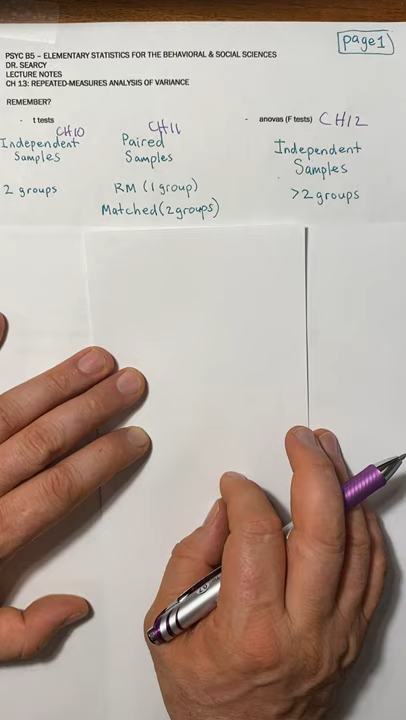 page 1
PSYC B5 – ELEMENTARY STATISTICS FOR THE BEHAVIORAL & SOCIAL SCIENCES
DR. SEARCY
LECTURE NOTES
CH 13: REPEATED-MEASURES ANALYSIS OF VARIANCE
REMEMBER?
- t tests
CH10
Independent
Samples
2 groups
CH11
Paired
Samples
RM (1 group)
Matched (2 groups)
- anovas (F tests) CH12
Independent
Samples
>2 groups